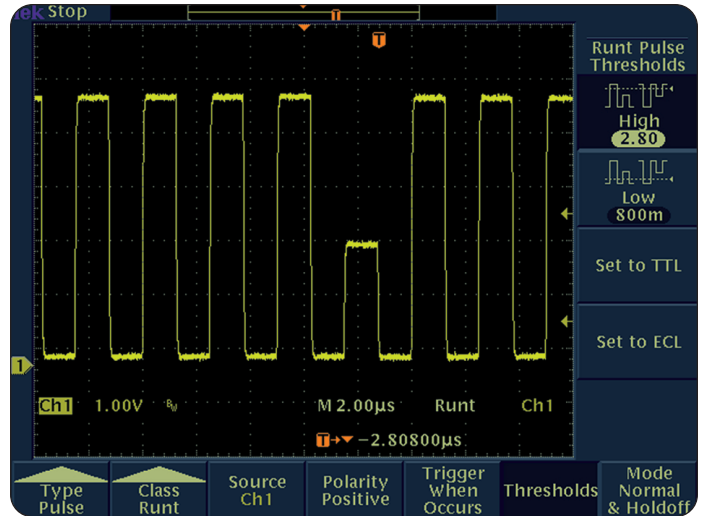 Tek Stop
T
T
Runt Pulse
Thresholds
High
2.80
Low
800m
Set to TTL
Set to ECL
1
Ch1 1.00V BW M 2.00µs Runt Ch1
T→▼ −2.80800µs
Type
Pulse
Class
Runt
Source
Ch1
Polarity
Positive
Trigger
When
Occurs
Thresholds
Mode
Normal
& Holdoff